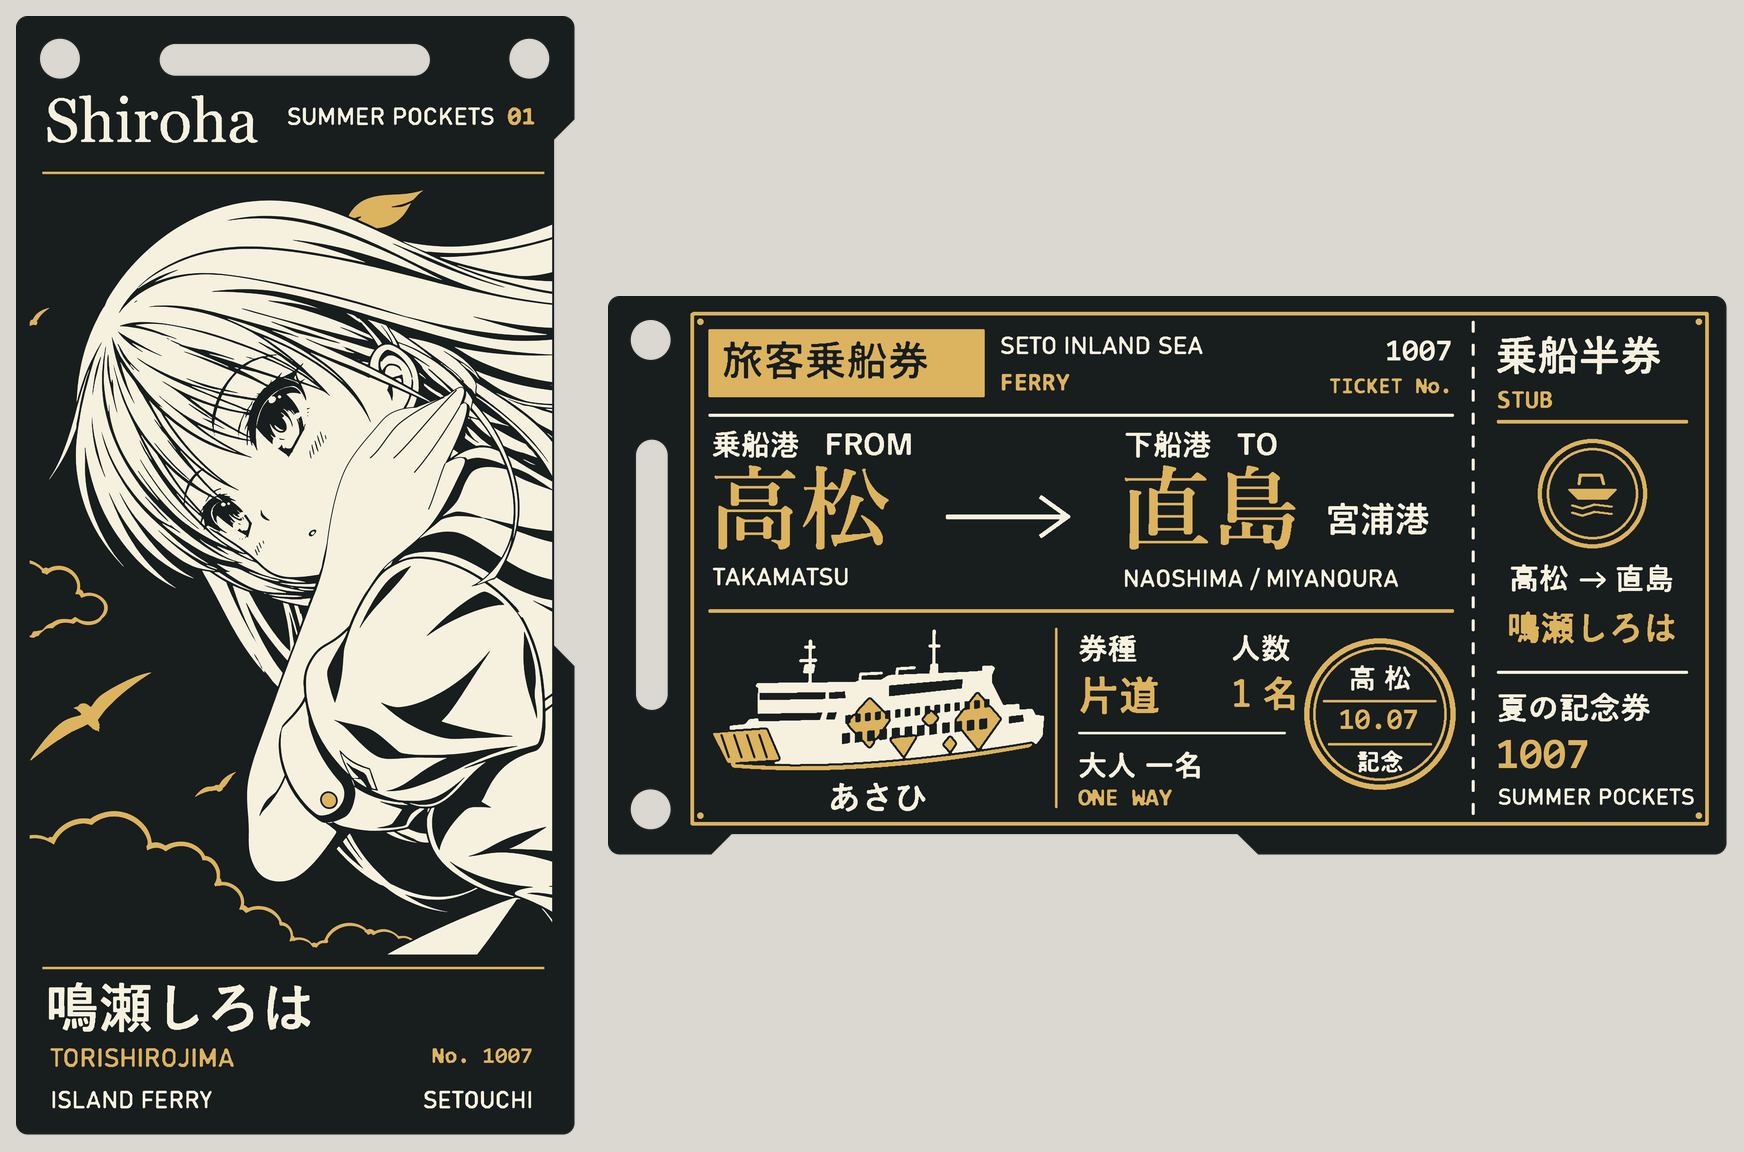 Shiroha
SUMMER POCKETS 01
鳴瀬しろは
TORISHIROJIMA
No. 1007
ISLAND FERRY
SETOUCHI
旅客乗船券
SETO INLAND SEA
FERRY
1007
TICKET No.
乗船港 FROM
高松
TAKAMATSU
下船港 TO
直島 宮浦港
NAOSHIMA / MIYANOURA
あさひ
券種
片道
人数
1 名
大人 一名
ONE WAY
高 松
10.07
記念
乗船半券
STUB
高松 → 直島
鳴瀬しろは
夏の記念券
1007
SUMMER POCKETS